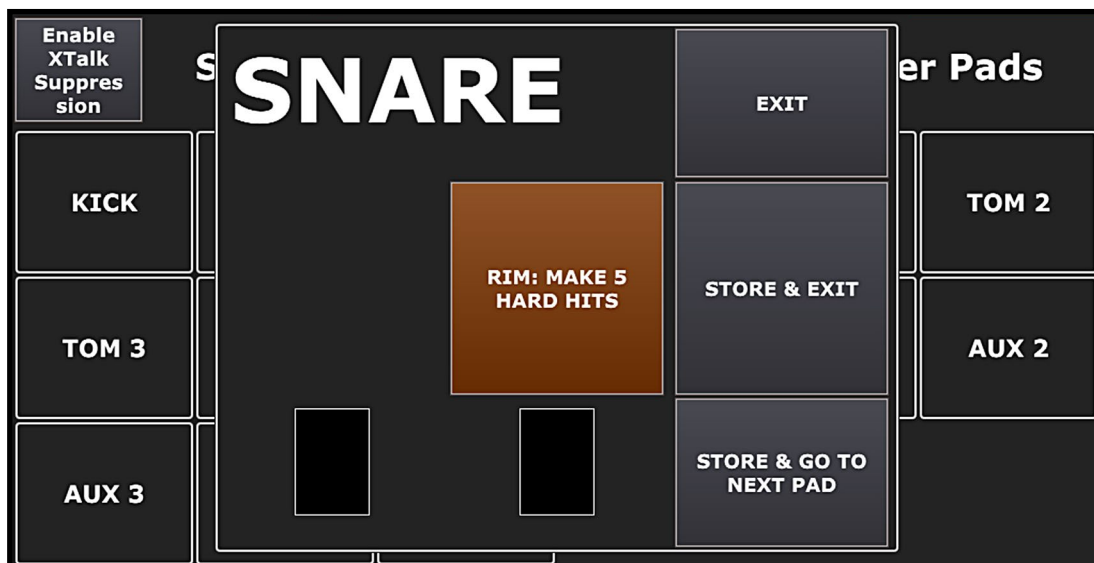 Enable
XTalk
Suppres
sion
S
er Pads
SNARE
EXIT
KICK
TOM 2
RIM: MAKE 5
HARD HITS
STORE & EXIT
TOM 3
AUX 2
STORE & GO TO
NEXT PAD
AUX 3